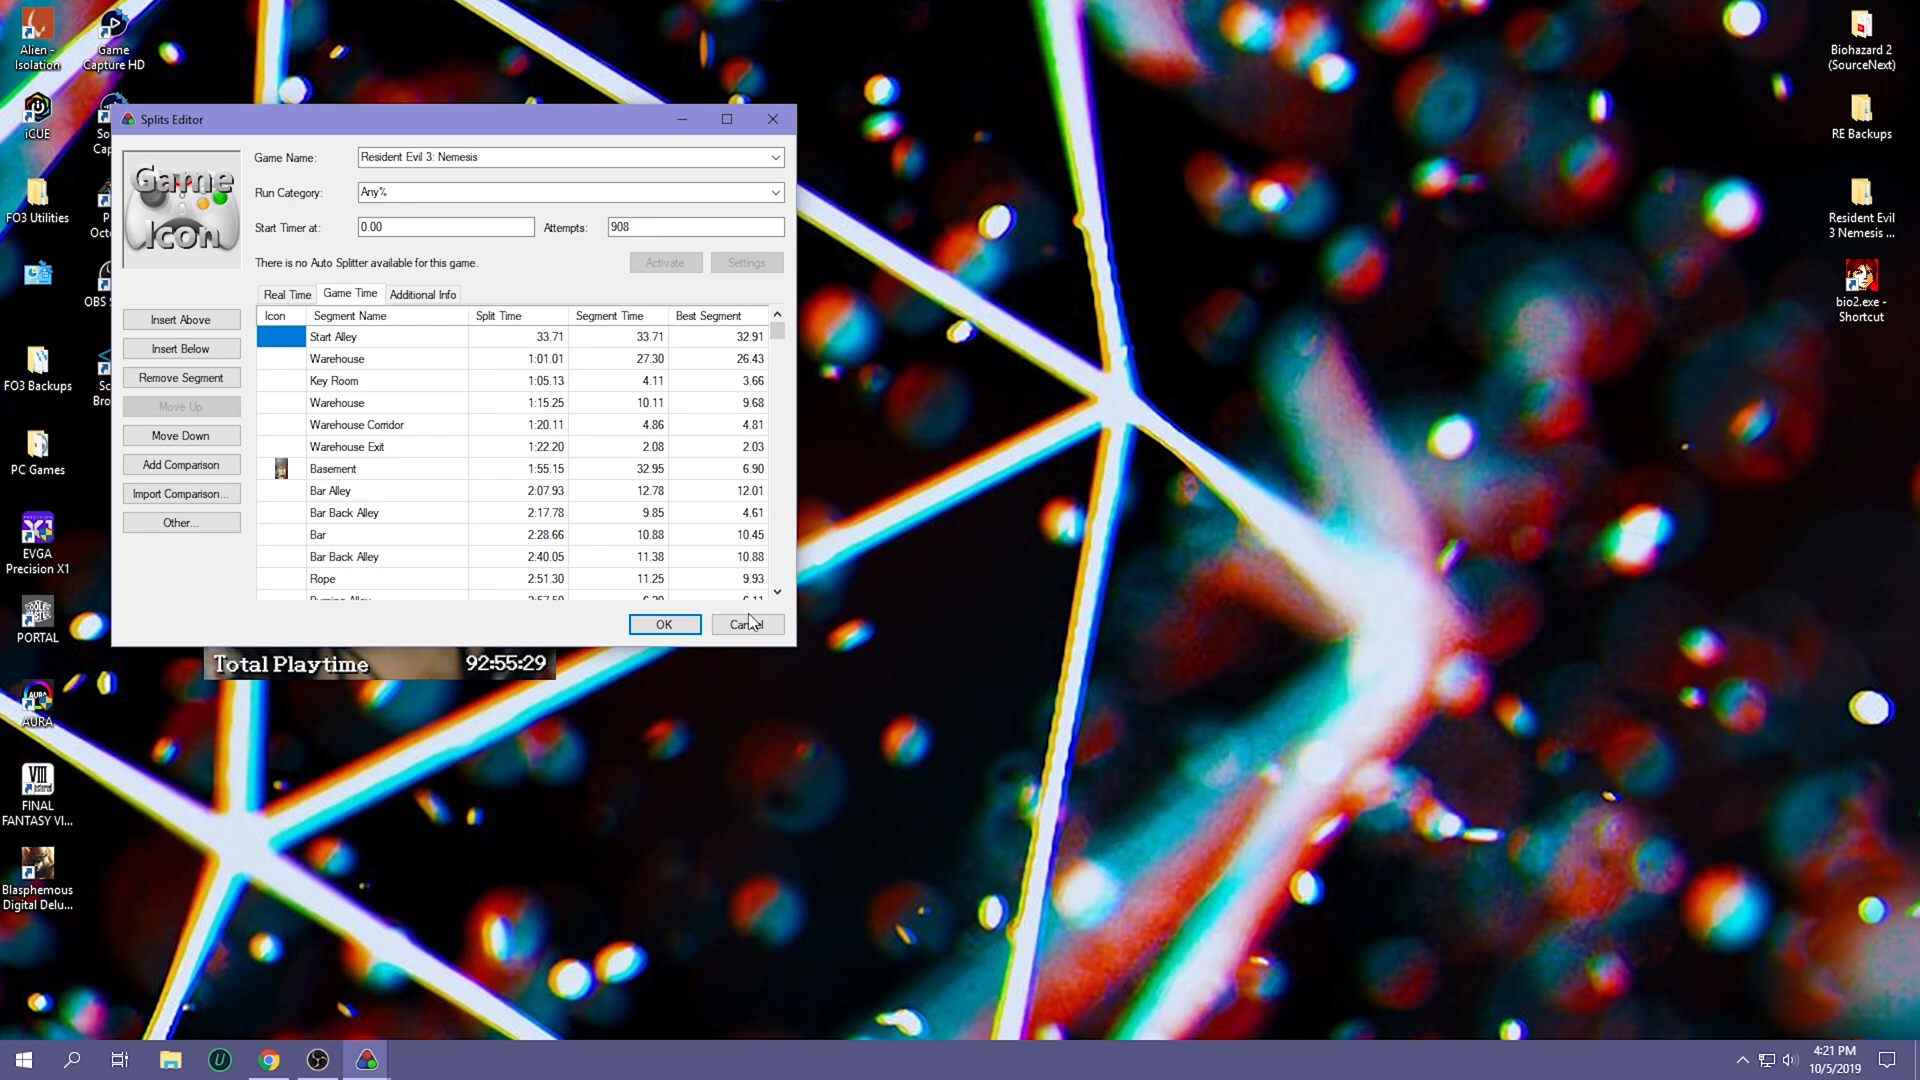 Alien -
Isolation
Game
Capture HD
iCUE
FO3 Utilities
FO3 Backups
PC Games
EVGA
Precision X1
PORTAL
AURA
VIII
FINAL
FANTASY VI...
Blasphemous
Digital Delu...
Splits Editor
Game
Icon
Game Name: Resident Evil 3: Nemesis
Run Category: Any%
Start Timer at: 0.00 Attempts: 908
There is no Auto Splitter available for this game. Activate Settings
Real Time Game Time Additional Info
Insert Above
Insert Below
Remove Segment
Move Up
Move Down
Add Comparison
Import Comparison...
Other...
Icon Segment Name Split Time Segment Time Best Segment
Start Alley 33.71 33.71 32.91
Warehouse 1:01.01 27.30 26.43
Key Room 1:05.13 4.11 3.66
Warehouse 1:15.25 10.11 9.68
Warehouse Corridor 1:20.11 4.86 4.81
Warehouse Exit 1:22.20 2.08 2.03
Basement 1:55.15 32.95 6.90
Bar Alley 2:07.93 12.78 12.01
Bar Back Alley 2:17.78 9.85 4.61
Bar 2:28.66 10.88 10.45
Bar Back Alley 2:40.05 11.38 10.88
Rope 2:51.30 11.25 9.93
OK Cancel
Total Playtime 92:55:29
Biohazard 2
(SourceNext)
RE Backups
Resident Evil
3 Nemesis ...
bio2.exe -
Shortcut
4:21 PM
10/5/2019